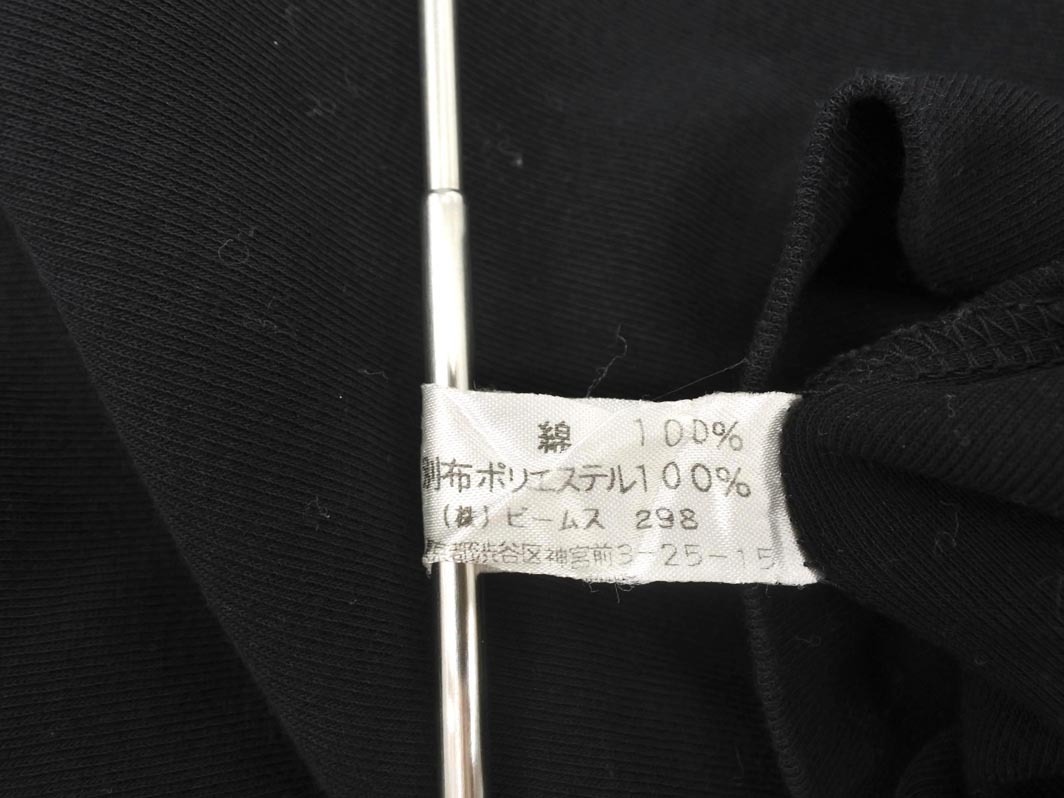 綿 100%
別布ポリエステル100%
(株)ビームス 298
京都渋谷区神宮前3-25-15